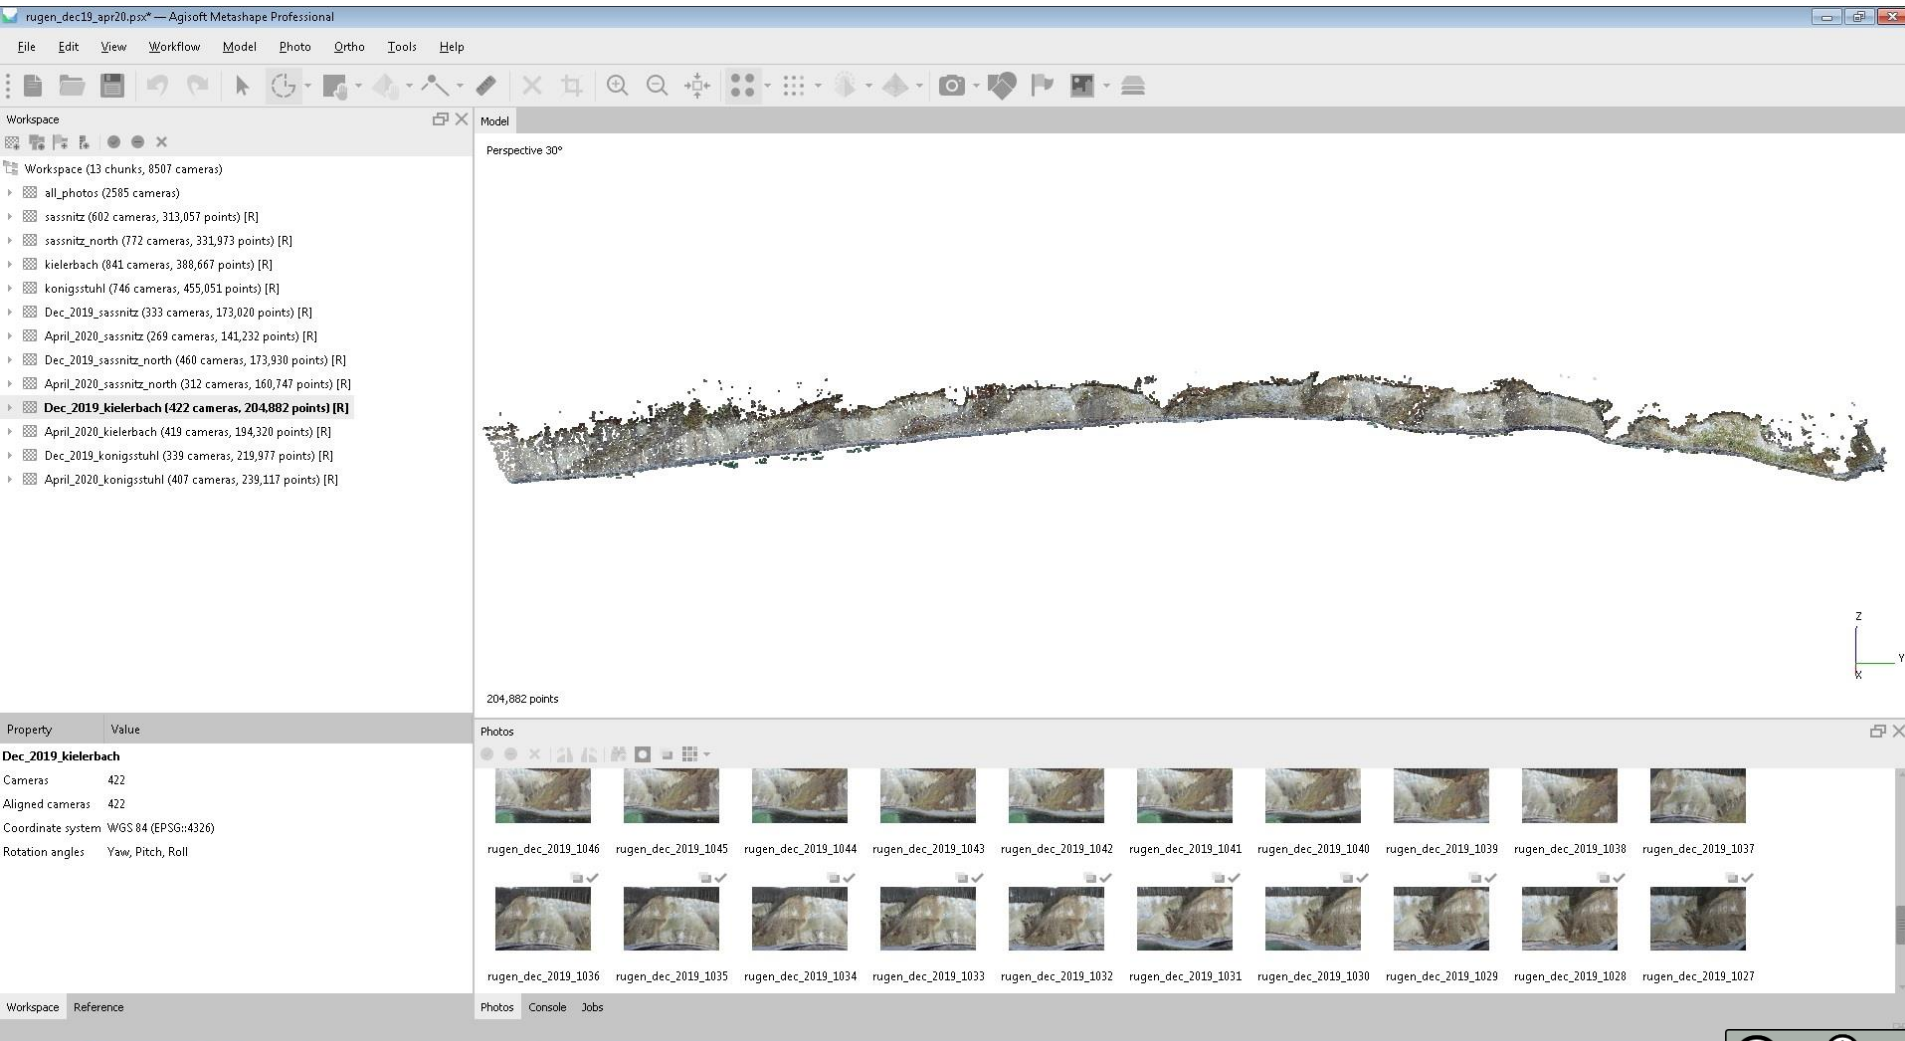 rugen_dec19_apr20.psx* — Agisoft Metashape Professional
File Edit View Workflow Model Photo Ortho Tools Help
Workspace
Workspace (13 chunks, 8507 cameras)
all_photos (2585 cameras)
sassnitz (602 cameras, 313,057 points) [R]
sassnitz_north (772 cameras, 331,973 points) [R]
kielerbach (841 cameras, 388,667 points) [R]
konigsstuhl (746 cameras, 455,051 points) [R]
Dec_2019_sassnitz (333 cameras, 173,020 points) [R]
April_2020_sassnitz (269 cameras, 141,232 points) [R]
Dec_2019_sassnitz_north (460 cameras, 173,930 points) [R]
April_2020_sassnitz_north (312 cameras, 160,747 points) [R]
Dec_2019_kielerbach (422 cameras, 204,882 points) [R]
April_2020_kielerbach (419 cameras, 194,320 points) [R]
Dec_2019_konigsstuhl (339 cameras, 219,977 points) [R]
April_2020_konigsstuhl (407 cameras, 239,117 points) [R]
Property Value
Dec_2019_kielerbach
Cameras 422
Aligned cameras 422
Coordinate system WGS 84 (EPSG::4326)
Rotation angles Yaw, Pitch, Roll
Workspace Reference
Model
Perspective 30°
Z
Y
X
204,882 points
Photos
rugen_dec_2019_1046 rugen_dec_2019_1045 rugen_dec_2019_1044 rugen_dec_2019_1043 rugen_dec_2019_1042 rugen_dec_2019_1041 rugen_dec_2019_1040 rugen_dec_2019_1039 rugen_dec_2019_1038 rugen_dec_2019_1037
rugen_dec_2019_1036 rugen_dec_2019_1035 rugen_dec_2019_1034 rugen_dec_2019_1033 rugen_dec_2019_1032 rugen_dec_2019_1031 rugen_dec_2019_1030 rugen_dec_2019_1029 rugen_dec_2019_1028 rugen_dec_2019_1027
Photos Console Jobs